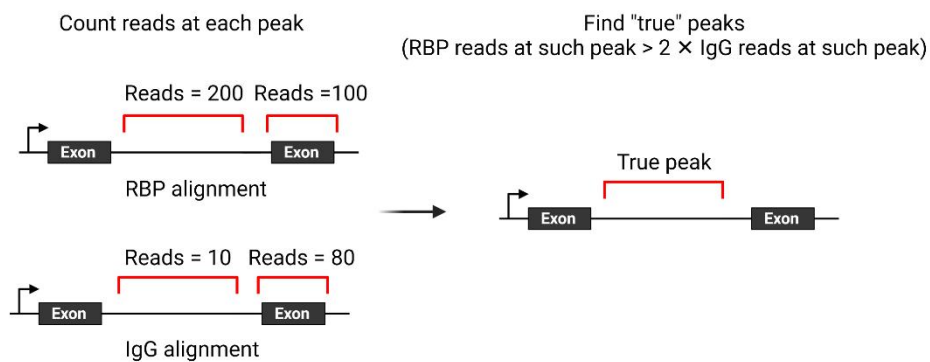 Count reads at each peak
Find "true" peaks
(RBP reads at such peak > 2 × IgG reads at such peak)
Reads = 200 Reads =100
Exon Exon
RBP alignment
True peak
Exon Exon
Reads = 10 Reads = 80
Exon Exon
IgG alignment